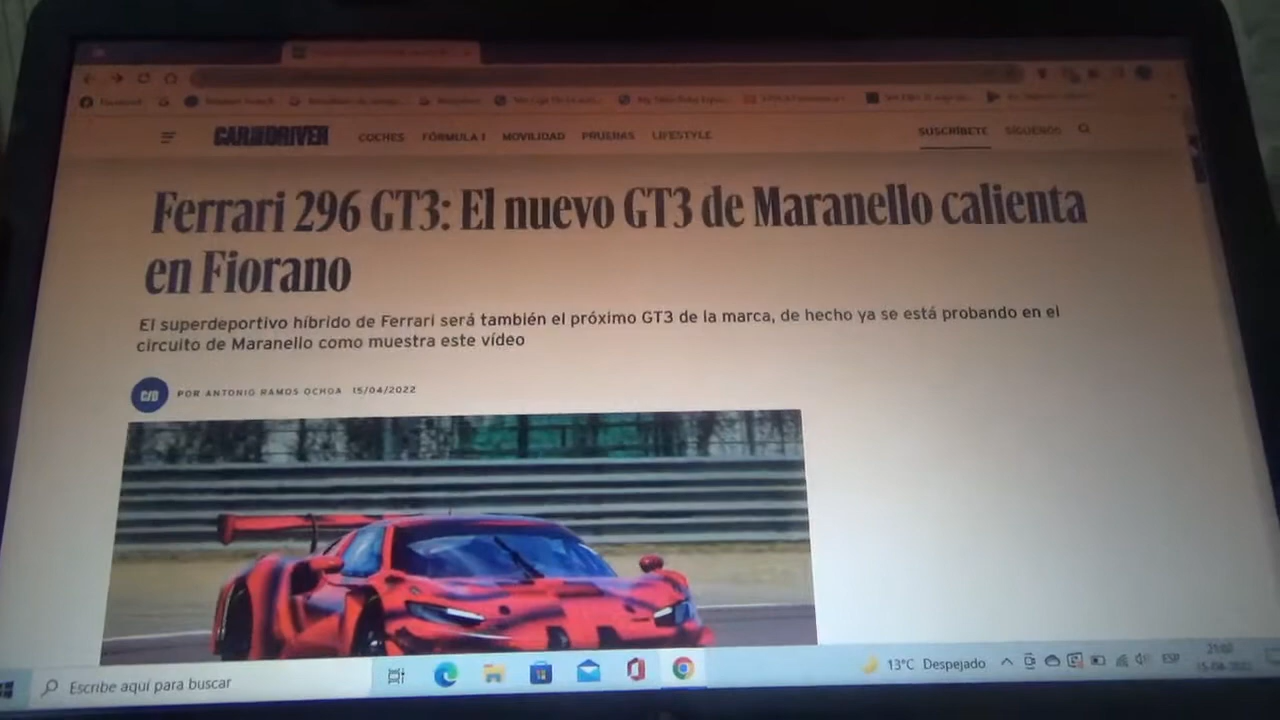 Facebook
CAR AND DRIVER COCHES FÓRMULA 1 MOVILIDAD PRUEBAS LIFESTYLE SUSCRÍBETE SÍGUENOS
Ferrari 296 GT3: El nuevo GT3 de Maranello calienta
en Fiorano
El superdeportivo híbrido de Ferrari será también el próximo GT3 de la marca, de hecho ya se está probando en el
circuito de Maranello como muestra este vídeo
C/D POR ANTONIO RAMOS OCHOA 15/04/2022
Escribe aquí para buscar 13°C Despejado ESP